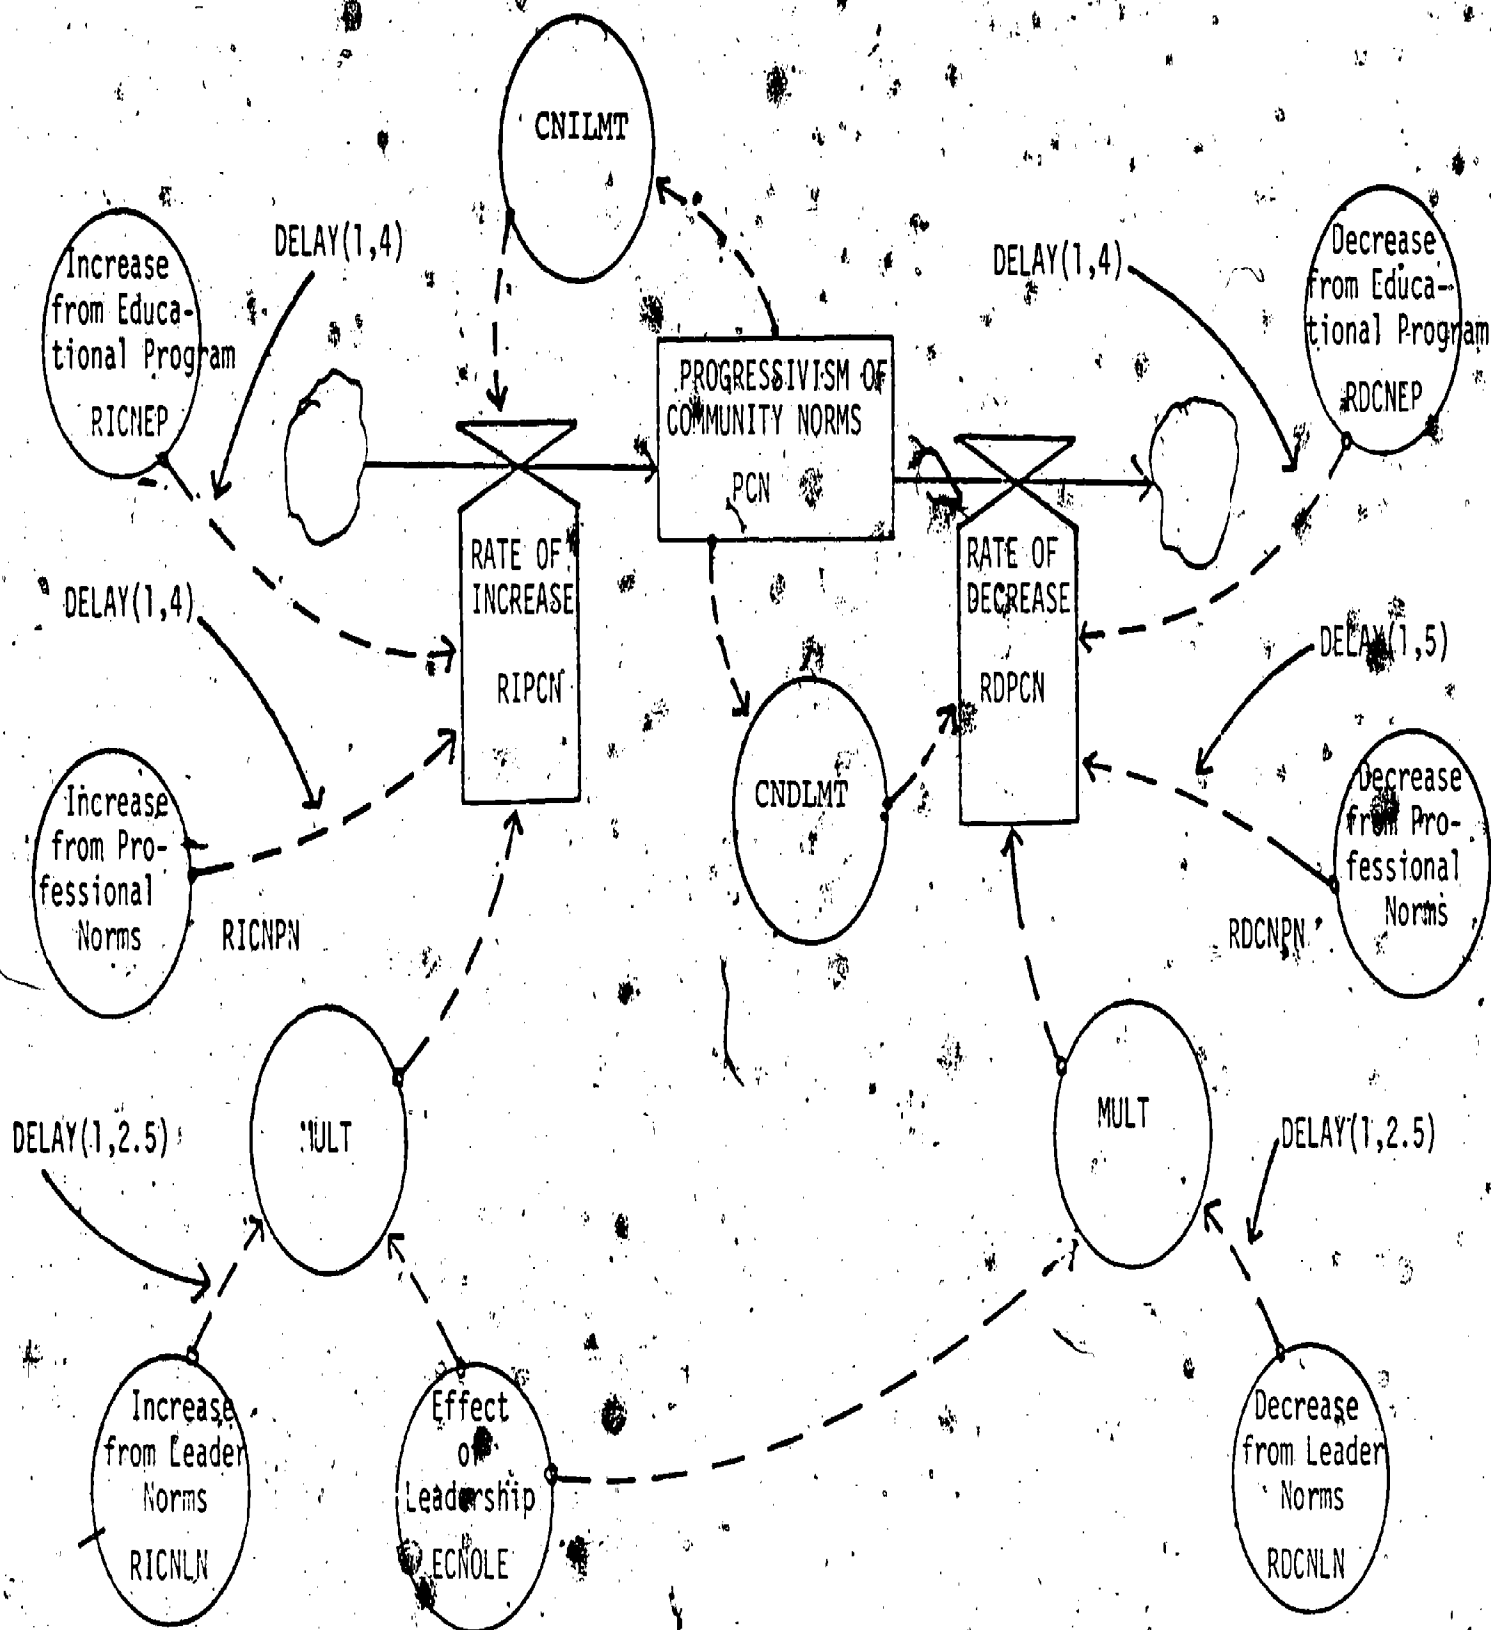 CNILMT
DELAY(1,4)
Increase
from Educa-
tional Program
RICNEP
DELAY(1,4)
Decrease
from Educa-
tional Program
RDCNEP
PROGRESSIVISM OF
COMMUNITY NORMS
PCN
RATE OF
INCREASE
RIPCN
RATE OF
DECREASE
RDPCN
DELAY(1,4)
DELAY(1,5)
Increase
from Pro-
fessional
Norms
RICNPN
CNDLMT
Decrease
from Pro-
fessional
Norms
RDCNPN
DELAY(1,2.5)
MULT
MULT
DELAY(1,2.5)
Increase
from Leader
Norms
RICNLN
Effect
of
Leadership
ECNOLE
Decrease
from Leader
Norms
RDCNLN